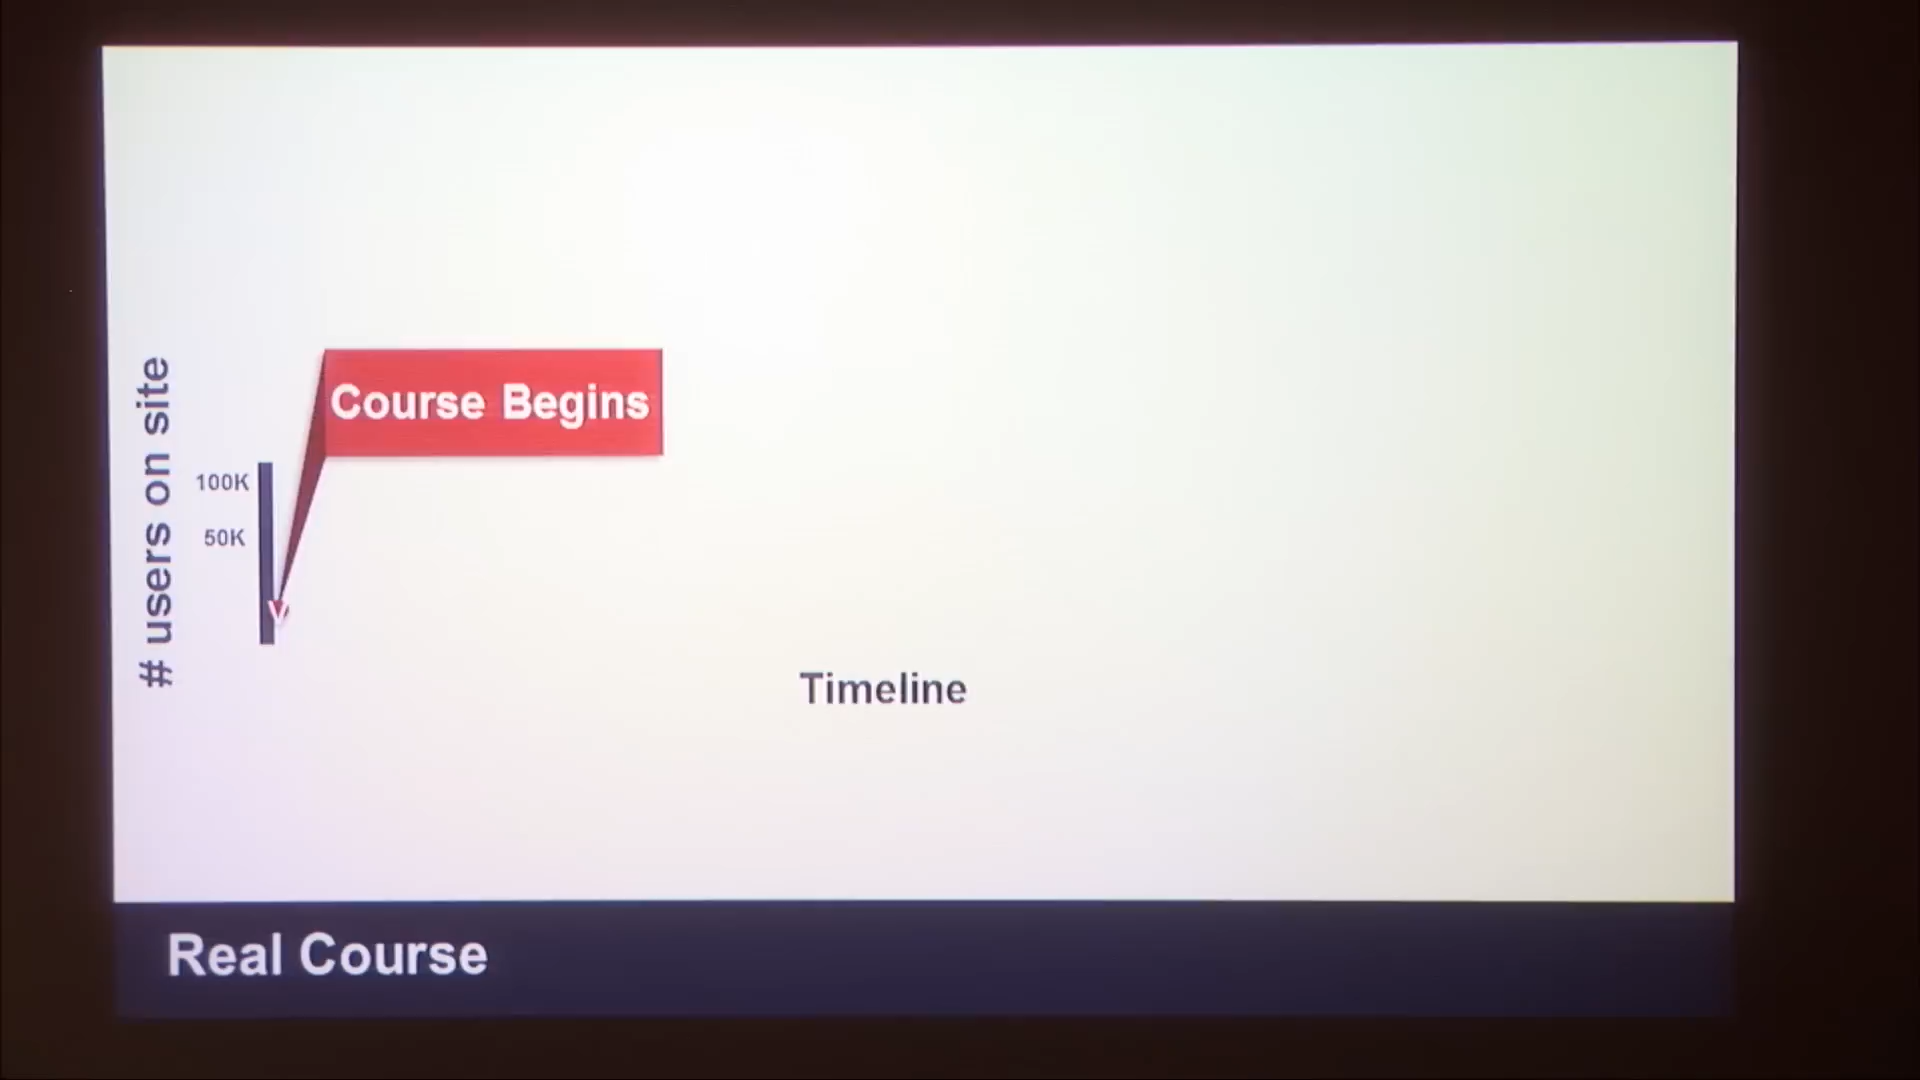 Course Begins
# users on site
100K
50K
V
Timeline
Real Course